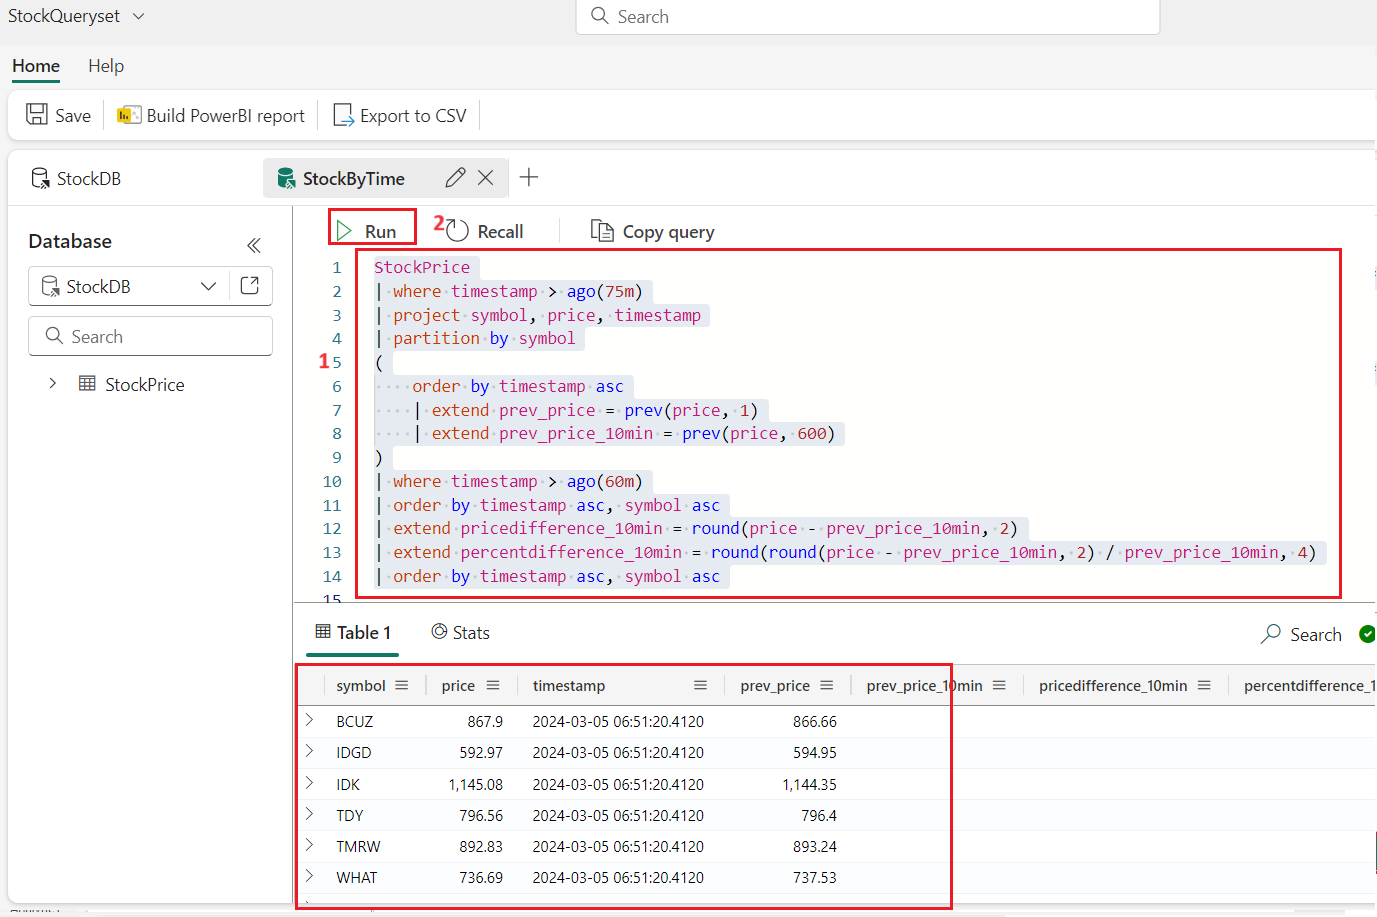 StockQueryset
Search
Home Help
Save Build PowerBI report Export to CSV
StockDB StockByTime
Database
StockDB
Search
StockPrice
Run 2 Recall Copy query
1 StockPrice
2 | where timestamp > ago(75m)
3 | project symbol, price, timestamp
4 | partition by symbol
1 5 (
6 order by timestamp asc
7 | extend prev_price = prev(price, 1)
8 | extend prev_price_10min = prev(price, 600)
9 )
10 | where timestamp > ago(60m)
11 | order by timestamp asc, symbol asc
12 | extend pricedifference_10min = round(price - prev_price_10min, 2)
13 | extend percentdifference_10min = round(round(price - prev_price_10min, 2) / prev_price_10min, 4)
14 | order by timestamp asc, symbol asc
15
Table 1 Stats Search
symbol price timestamp prev_price prev_price_10min pricedifference_10min percentdifference_1
BCUZ 867.9 2024-03-05 06:51:20.4120 866.66
IDGD 592.97 2024-03-05 06:51:20.4120 594.95
IDK 1,145.08 2024-03-05 06:51:20.4120 1,144.35
TDY 796.56 2024-03-05 06:51:20.4120 796.4
TMRW 892.83 2024-03-05 06:51:20.4120 893.24
WHAT 736.69 2024-03-05 06:51:20.4120 737.53